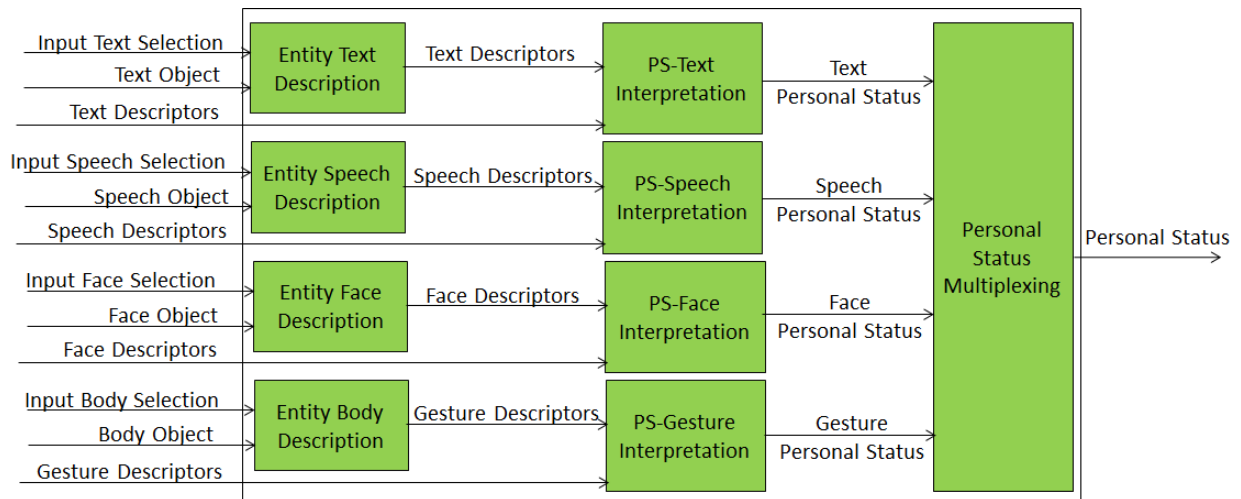 Input Text Selection
Text Object
Text Descriptors
Entity Text
Description
Text Descriptors
PS-Text
Interpretation
Text
Personal Status
Input Speech Selection
Speech Object
Speech Descriptors
Entity Speech
Description
Speech Descriptors
PS-Speech
Interpretation
Speech
Personal Status
Input Face Selection
Face Object
Face Descriptors
Entity Face
Description
Face Descriptors
PS-Face
Interpretation
Face
Personal Status
Input Body Selection
Body Object
Gesture Descriptors
Entity Body
Description
Gesture Descriptors
PS-Gesture
Interpretation
Gesture
Personal Status
Personal
Status
Multiplexing
Personal Status